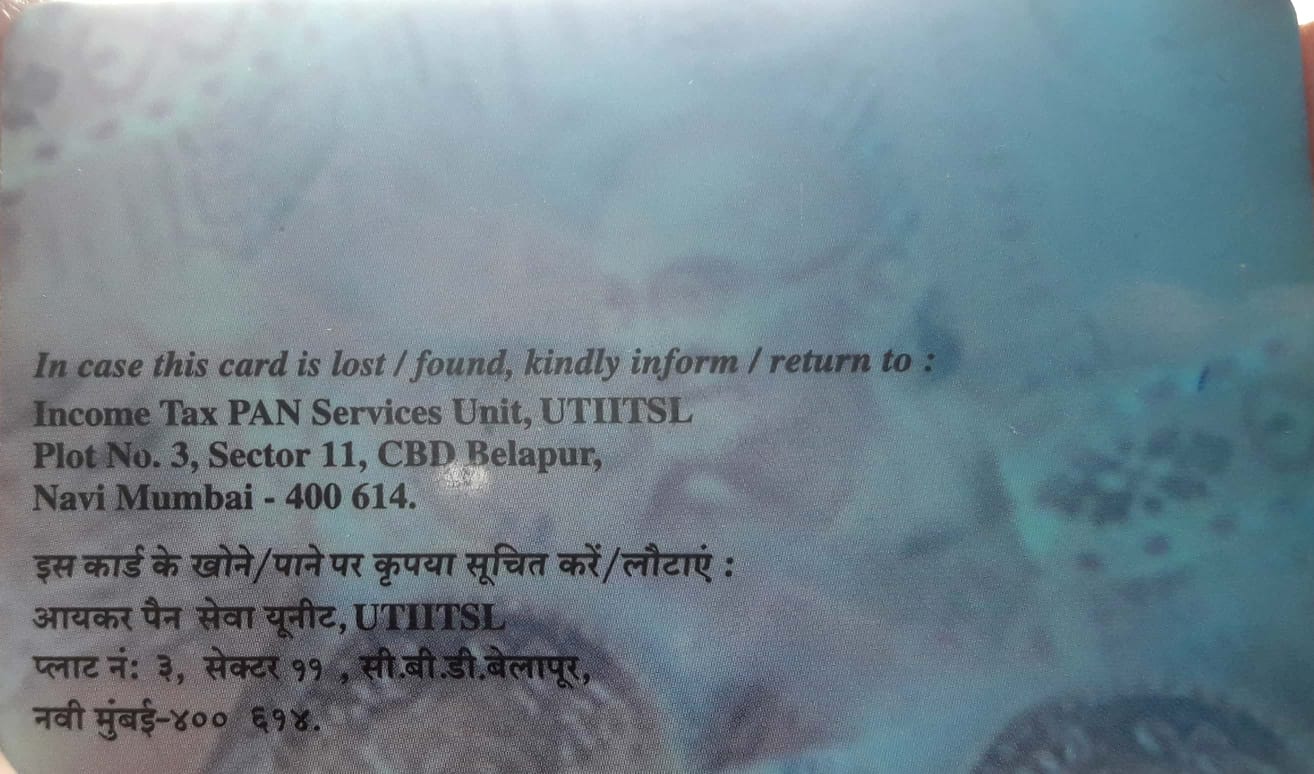 In case this card is lost / found, kindly inform / return to :
Income Tax PAN Services Unit, UTIITSL
Plot No. 3, Sector 11, CBD Belapur,
Navi Mumbai - 400 614.
इस कार्ड के खोने/पाने पर कृपया सूचित करें/लौटाएं :
आयकर पैन सेवा यूनीट, UTIITSL
प्लाट नं: ३, सेक्टर ११ , सी.बी.डी.बेलापूर,
नवी मुंबई-४०० ६१४.